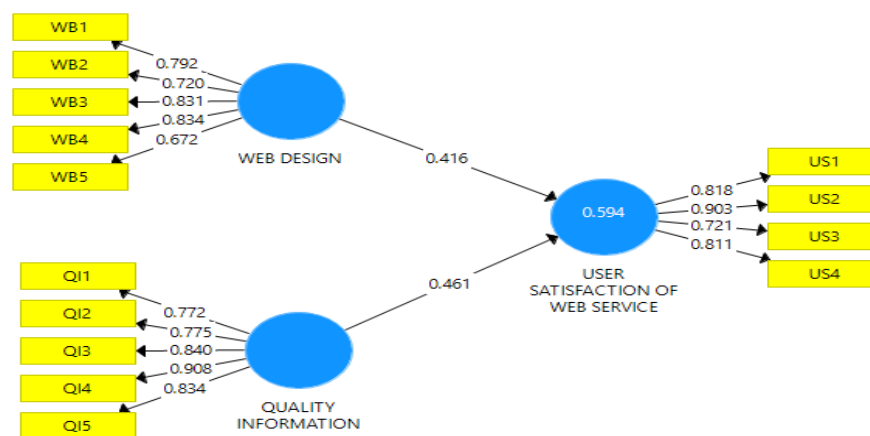 WB1
WB2
WB3
WB4
WB5
0.792
0.720
0.831
0.834
0.672
WEB DESIGN
0.416
QI1
QI2
QI3
QI4
QI5
0.772
0.775
0.840
0.908
0.834
QUALITY
INFORMATION
0.461
0.594
USER
SATISFACTION OF
WEB SERVICE
0.818
0.903
0.721
0.811
US1
US2
US3
US4